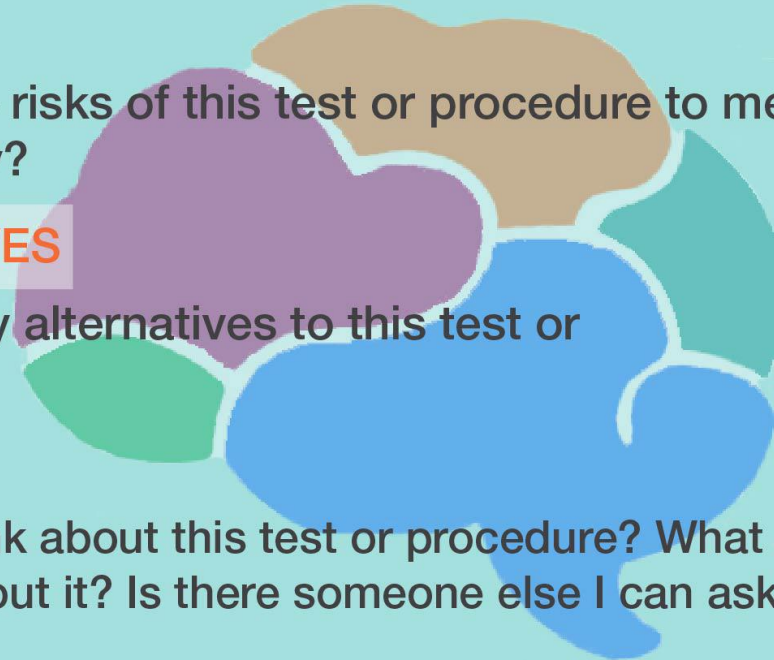 risks of this test or procedure to me
?
ES
alternatives to this test or
k about this test or procedure? What
out it? Is there someone else I can ask